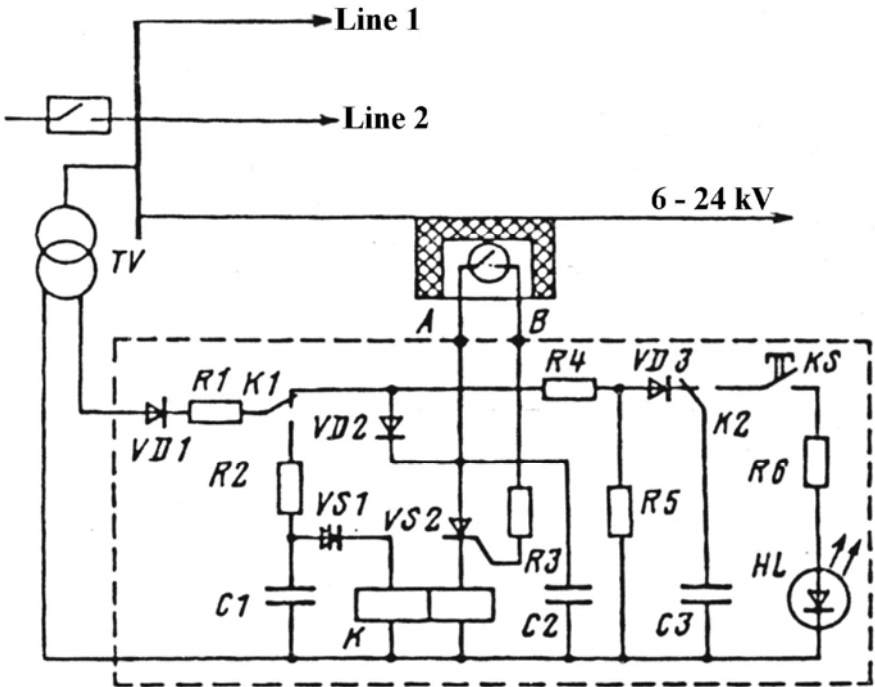 Line 1
Line 2
6 - 24 kV
TV
A
B
R1
K1
R4
VD3
KS
VD1
VD2
K2
R2
R6
VS1
VS2
R5
R3
HL
C1
K
C2
C3